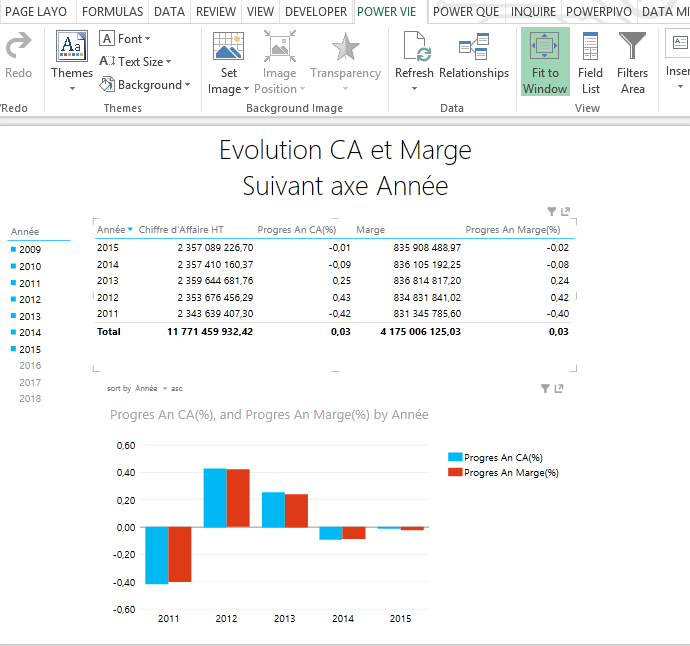 PAGE LAYO FORMULAS DATA REVIEW VIEW DEVELOPER POWER VIE POWER QUE INQUIRE POWERPIVO DATA MI
Redo Themes Font Text Size Background Set Image Image Position Transparency Refresh Relationships Fit to Window Field List Filters Area Inser
/Redo Themes Background Image Data View
Evolution CA et Marge
Suivant axe Année
Année
2009
2010
2011
2012
2013
2014
2015
2016
2017
2018
Année Chiffre d'Affaire HT Progres An CA(%) Marge Progres An Marge(%)
2015 2 357 089 226,70 -0,01 835 908 488,97 -0,02
2014 2 357 410 160,37 -0,09 836 105 192,25 -0,08
2013 2 359 644 681,76 0,25 836 814 817,20 0,24
2012 2 353 676 456,29 0,43 834 831 841,02 0,42
2011 2 343 639 407,30 -0,42 831 345 785,60 -0,40
Total 11 771 459 932,42 0,03 4 175 006 125,03 0,03
sort by Année asc
Progres An CA(%), and Progres An Marge(%) by Année
0,60
0,40
0,20
0,00
-0,20
-0,40
-0,60
2011 2012 2013 2014 2015
Progres An CA(%)
Progres An Marge(%)